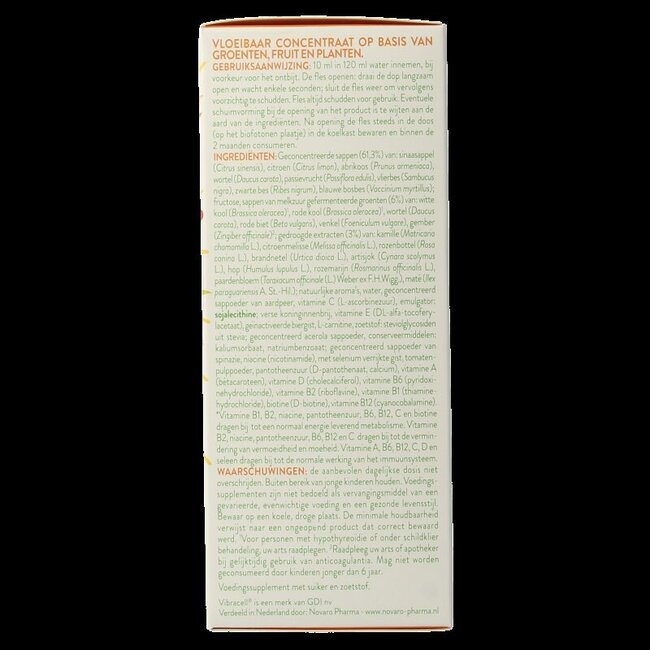 VLOEIBAAR CONCENTRAAT OP BASIS VAN
GROENTEN, FRUIT EN PLANTEN.
GEBRUIKSAANWIJZING: 10 ml in 120 ml water innemen, bij
voorkeur voor het ontbijt. De fles openen: draai de dop langzaam
open en wacht enkele seconden; sluit de fles weer om vervolgens
voorzichtig te schudden. Fles altijd schudden voor gebruik. Eventuele
schuimvorming bij de opening van het product is te wijten aan de
aard van de ingrediënten. Na opening de fles steeds in de doos
(op het biofotonen plaatje) in de koelkast bewaren en binnen de
2 maanden consumeren.
INGREDIËNTEN: Geconcentreerde sappen (61,3%) van: sinaasappel
(Citrus sinensis), citroen (Citrus limon), abrikoos (Prunus armeniaca),
wortel (Daucus carota), passievrucht (Passiflora edulis), vlierbes (Sambucus
nigra), zwarte bes (Ribes nigrum), blauwe bosbes (Vaccinium myrtillus);
fructose, sappen van melkzuur gefermenteerde groenten (6%) van: witte
kool (Brassica oleracea)¹, rode kool (Brassica oleracea)¹, wortel (Daucus
carota), rode biet (Beta vulgaris), venkel (Foeniculum vulgare), gember
(Zingiber officinale)²; gedroogde extracten (3%) van: kamille (Matricaria
chamomilla L.), citroenmelisse (Melissa officinalis L.), rozenbottel (Rosa
canina L.), brandnetel (Urtica dioica L.), artisjok (Cynara scolymus
L.), hop (Humulus lupulus L.), rozemarijn (Rosmarinus officinalis L.),
paardenbloem (Taraxacum officinale (L.) Weber ex F.H.Wigg.), maté (Ilex
paraguariensis A. St.-Hil.); natuurlijke aroma's, water, geconcentreerd
sappoeder van aardpeer, vitamine C (L-ascorbinezuur), emulgator:
sojalecithine; verse koninginnenbrij, vitamine E (DL-alfa-tocoferyl-
lacetaat), geïnactiveerde biergist, L-carnitine, zoetstof: steviolglycosiden
uit stevia; geconcentreerd acerola sappoeder, conserveermiddelen:
kaliumsorbaat, natriumbenzoaat; geconcentreerd sappoeder van
spinazie, niacine (nicotinamide), met selenium verrijkte gist, tomaten-
pulppoeder, pantotheenzuur (D-pantothenaat, calcium), vitamine A
(bètacaroteen), vitamine D (cholecalciferol), vitamine B6 (pyridoxi-
nehydrochloride), vitamine B2 (riboflavine), vitamine B1 (thiamine-
hydrochloride), biotine (D-biotine), vitamine B12 (cyanocobalamine).
*Vitamine B1, B2, niacine, pantotheenzuur, B6, B12, C en biotine
dragen bij tot een normaal energie leverend metabolisme. Vitamine
B2, niacine, pantotheenzuur, B6, B12 en C dragen bij tot de vermin-
dering van vermoeidheid en moeheid. Vitamine A, B6, B12, C, D en
seleen dragen bij tot de normale werking van het immuunsysteem.
WAARSCHUWINGEN: de aanbevolen dagelijkse dosis niet
overschrijden. Buiten bereik van jonge kinderen houden. Voedings-
supplementen zijn niet bedoeld als vervangingsmiddel van een
gevarieerde, evenwichtige voeding en een gezonde levensstijl.
Bewaar op een koele, droge plaats. De minimale houdbaarheid
verwijst naar een ongeopend product dat correct bewaard
werd. ¹Voor personen met hypothyreoïdie of onder schildklier
behandeling, uw arts raadplegen. ²Raadpleeg uw arts of apotheker
bij gelijktijdig gebruik van anticoagulantia. Mag niet worden
geconsumeerd door kinderen jonger dan 6 jaar.
Voedingssupplement met suiker en zoetstof.
Vibracell® is een merk van GDI nv
Verdeeld in Nederland door: Novaro Pharma - www.novaro-pharma.nl